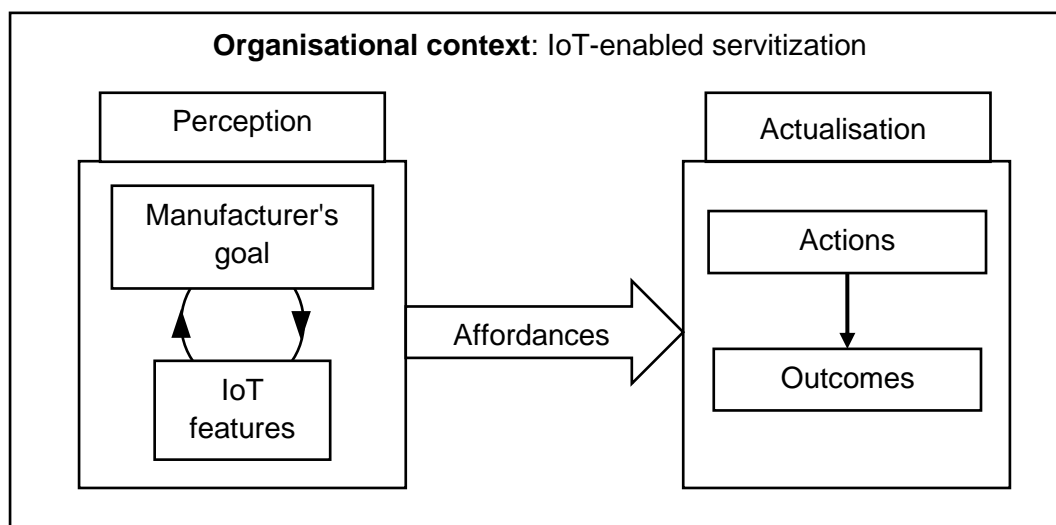 Organisational context: IoT-enabled servitization
Perception
Manufacturer's
goal
IoT
features
Affordances
Actualisation
Actions
Outcomes